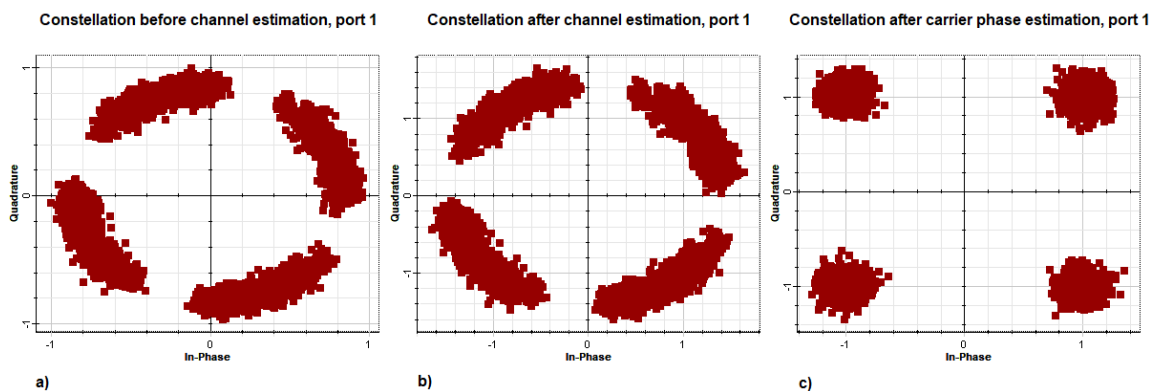 Constellation before channel estimation, port 1
Constellation after channel estimation, port 1
Constellation after carrier phase estimation, port 1
Quadrature
1
0
-1
-1
0
1
In-Phase
a)
Quadrature
1
0
-1
-1
0
1
In-Phase
b)
Quadrature
1
0
-1
-1
0
1
In-Phase
c)